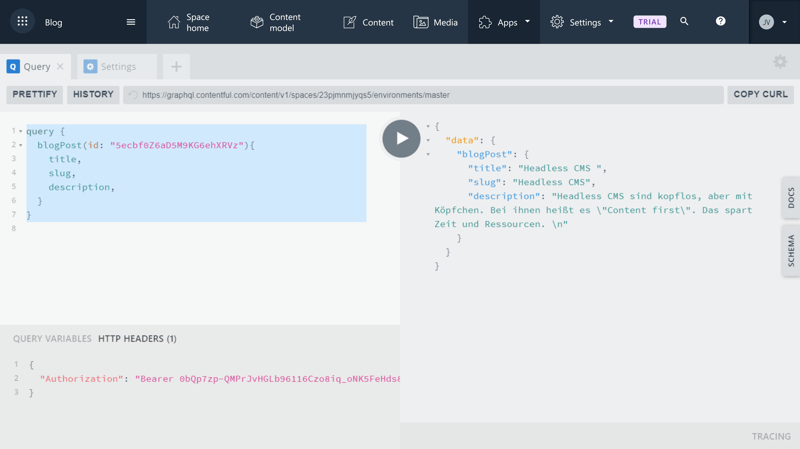 Blog
Space home
Content model
Content
Media
Apps
Settings
TRIAL
?
JV
Q Query
Settings
PRETTIFY
HISTORY
https://graphql.contentful.com/content/v1/spaces/23pjmnmjyqs5/environments/master
COPY CURL
1 query {
2 blogPost(id: "5ecbf0Z6aD5M9KG6ehXRVz"){
3 title,
4 slug,
5 description,
6 }
7 }
8
{
"data": {
"blogPost": {
"title": "Headless CMS ",
"slug": "Headless CMS",
"description": "Headless CMS sind kopflos, aber mit
Köpfchen. Bei ihnen heißt es \"Content first\". Das spart
Zeit und Ressourcen. \n"
}
}
}
DOCS
SCHEMA
QUERY VARIABLES
HTTP HEADERS (1)
1 {
2 "Authorization": "Bearer 0bQp7zp-QMPrJvHGLb96116Czo8iq_oNK5FeHds8
3 }
TRACING